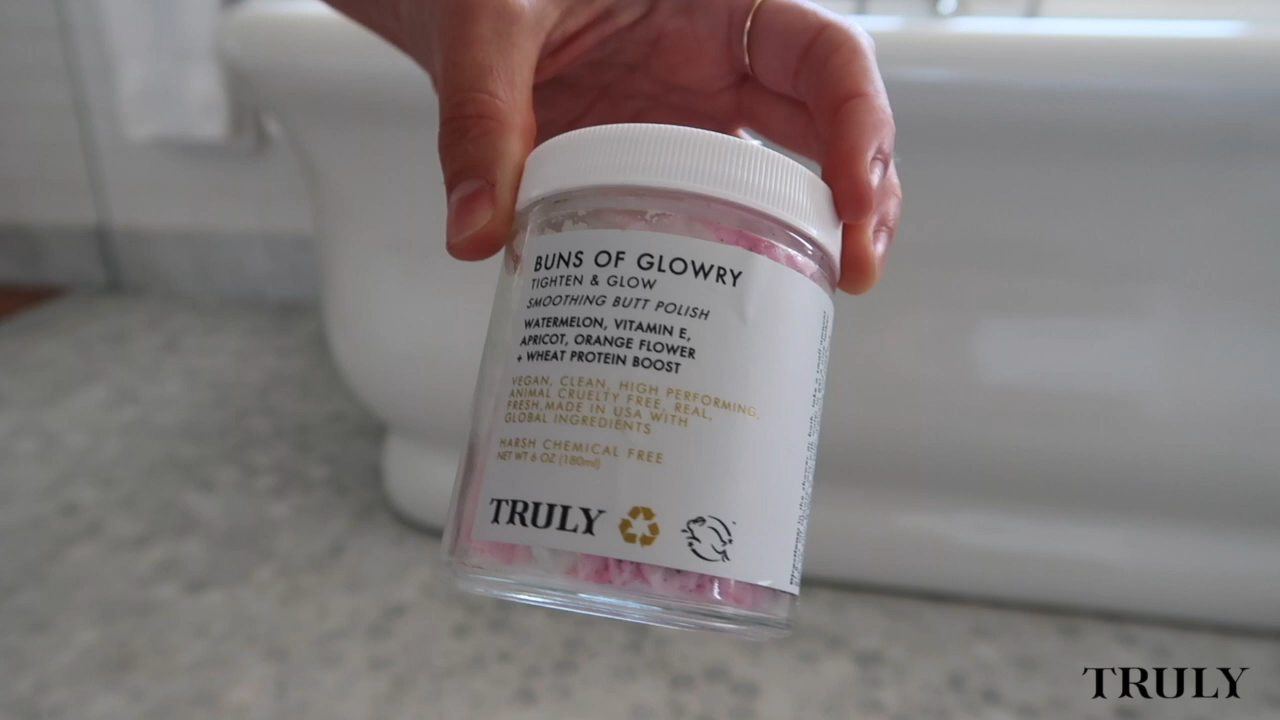 BUNS OF GLOWRY
TIGHTEN & GLOW
SMOOTHING BUTT POLISH
WATERMELON, VITAMIN E,
APRICOT, ORANGE FLOWER
+ WHEAT PROTEIN BOOST
VEGAN, CLEAN, HIGH PERFORMING,
ANIMAL CRUELTY FREE, REAL,
FRESH, MADE IN USA WITH
GLOBAL INGREDIENTS
HARSH CHEMICAL FREE
NET WT 6 OZ (180ml)
TRULY
TRULY